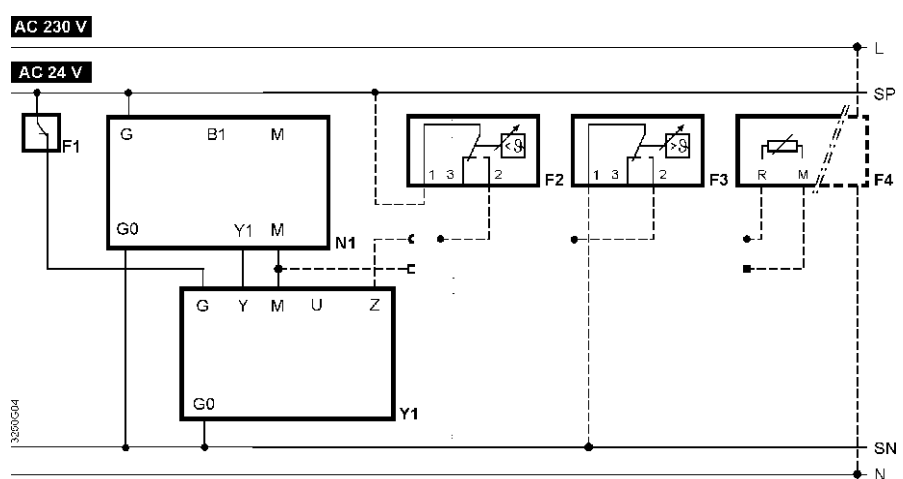 AC 230 V
L
AC 24 V
SP
F1
G B1 M
G0 Y1 M
N1
<ϑ
1 3 2
F2
>ϑ
1 3 2
F3
R M
F4
G Y M U Z
G0
Y1
3250G04
SN
N